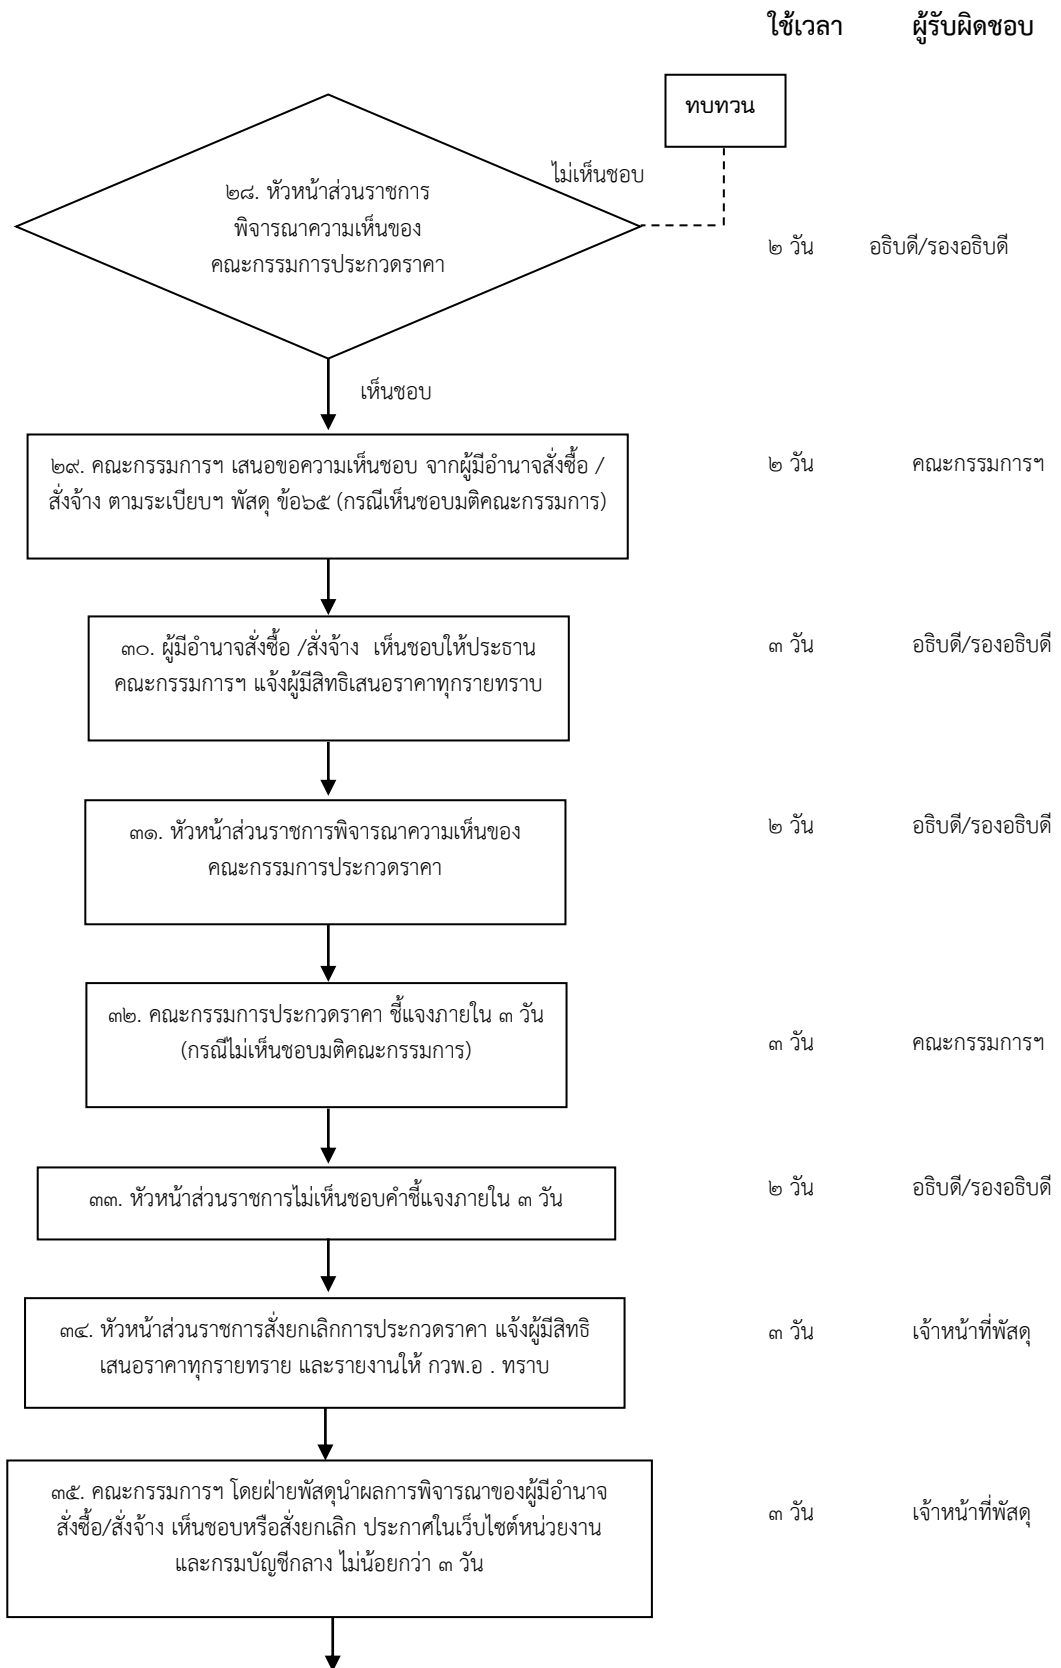 ใช้เวลา ผู้รับผิดชอบ
ทบทวน
ไม่เห็นชอบ
๒๘. หัวหน้าส่วนราชการ
พิจารณาความเห็นของ
คณะกรรมการประกวดราคา
๒ วัน อธิบดี/รองอธิบดี
เห็นชอบ
๒๙. คณะกรรมการฯ เสนอขอความเห็นชอบ จากผู้มีอำนาจสั่งซื้อ /
สั่งจ้าง ตามระเบียบฯ พัสดุ ข้อ๖๕ (กรณีเห็นชอบมติคณะกรรมการ)
๒ วัน คณะกรรมการฯ
๓๐. ผู้มีอำนาจสั่งซื้อ /สั่งจ้าง เห็นชอบให้ประธาน
คณะกรรมการฯ แจ้งผู้มีสิทธิเสนอราคาทุกรายทราบ
๓ วัน อธิบดี/รองอธิบดี
๓๑. หัวหน้าส่วนราชการพิจารณาความเห็นของ
คณะกรรมการประกวดราคา
๒ วัน อธิบดี/รองอธิบดี
๓๒. คณะกรรมการประกวดราคา ชี้แจงภายใน ๓ วัน
(กรณีไม่เห็นชอบมติคณะกรรมการ)
๓ วัน คณะกรรมการฯ
๓๓. หัวหน้าส่วนราชการไม่เห็นชอบคำชี้แจงภายใน ๓ วัน
๒ วัน อธิบดี/รองอธิบดี
๓๔. หัวหน้าส่วนราชการสั่งยกเลิกการประกวดราคา แจ้งผู้มีสิทธิ
เสนอราคาทุกรายทราย และรายงานให้ กวพ.อ . ทราบ
๓ วัน เจ้าหน้าที่พัสดุ
๓๕. คณะกรรมการฯ โดยฝ่ายพัสดุนำผลการพิจารณาของผู้มีอำนาจ
สั่งซื้อ/สั่งจ้าง เห็นชอบหรือสั่งยกเลิก ประกาศในเว็บไซต์หน่วยงาน
และกรมบัญชีกลาง ไม่น้อยกว่า ๓ วัน
๓ วัน เจ้าหน้าที่พัสดุ